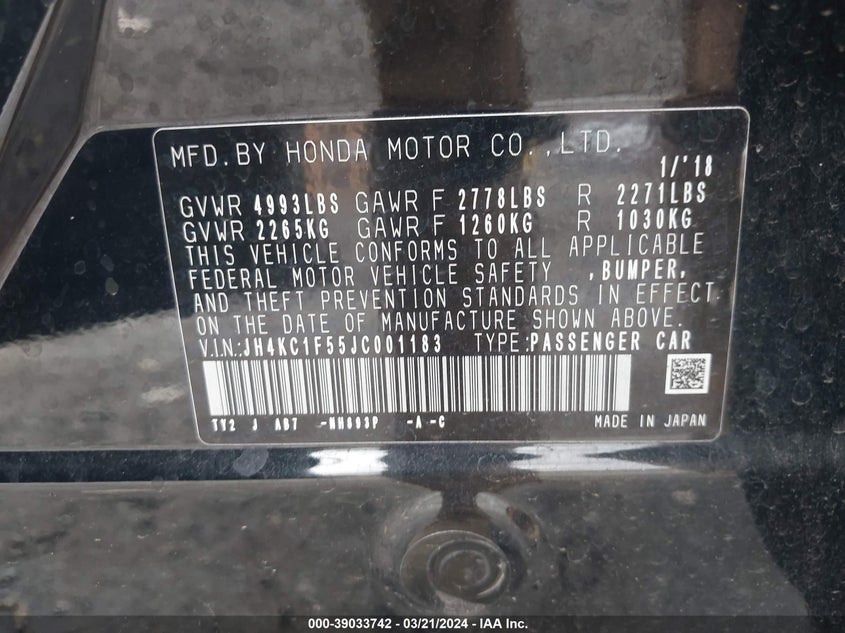 MFD.BY HONDA MOTOR CO.,LTD.
1/'18
GVWR 4993LBS GAWR F 2778LBS R 2271LBS
GVWR 2265KG GAWR F 1260KG R 1030KG
THIS VEHICLE CONFORMS TO ALL APPLICABLE
FEDERAL MOTOR VEHICLE SAFETY ,BUMPER,
AND THEFT PREVENTION STANDARDS IN EFFECT
ON THE DATE OF MANUFACTURE SHOWN ABOVE.
V.I.N.:JH4KC1F55JC001183 TYPE:PASSENGER CAR
TY2 J AB7 -A -C
MADE IN JAPAN
000-39033742 - 03/21/2024 - IAA Inc.